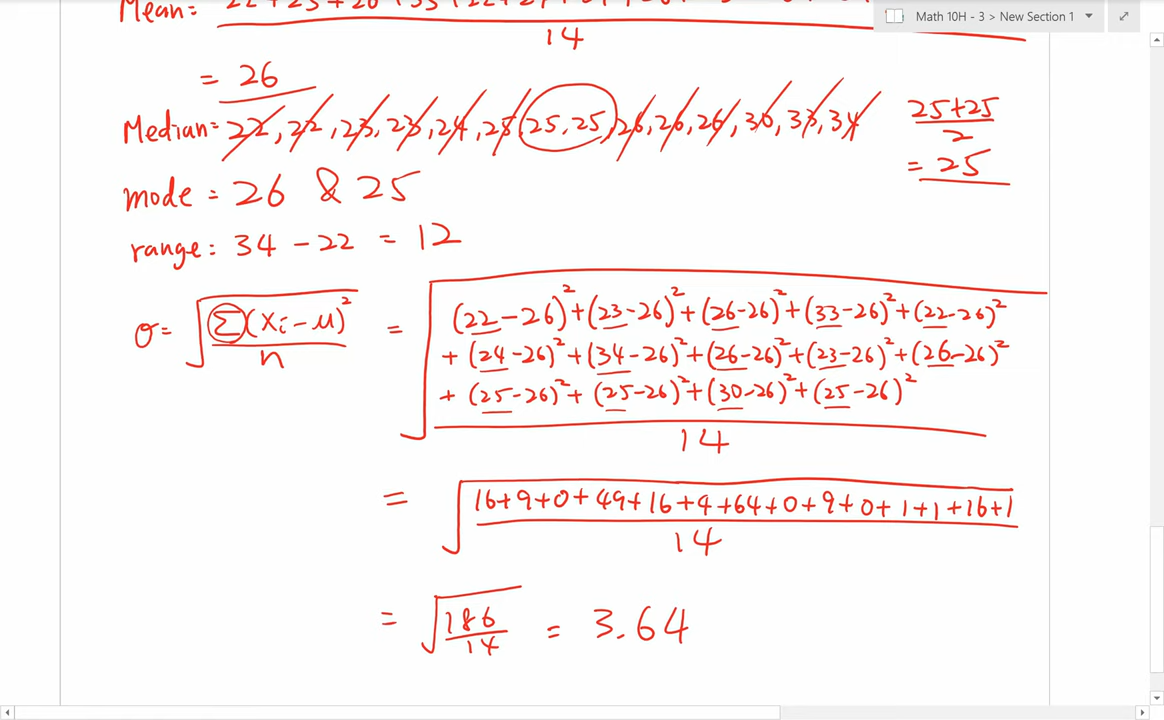 Math 10H - 3 > New Section 1
Mean:
14
= 26
Median = 22, 22, 23, 23, 24, 25, 25, 25, 26, 26, 26, 30, 33, 34
25+25
2
= 25
mode = 26 & 25
range: 34 - 22 = 12
σ = √(Σ(xi - μ)² / n) = √((22-26)² + (23-26)² + (26-26)² + (33-26)² + (22-26)²
+ (24-26)² + (34-26)² + (26-26)² + (23-26)² + (26-26)²
+ (25-26)² + (25-26)² + (30-26)² + (25-26)²
14
= √16+9+0+49+16+4+64+0+9+0+1+1+16+1
14
= √186/14 = 3.64